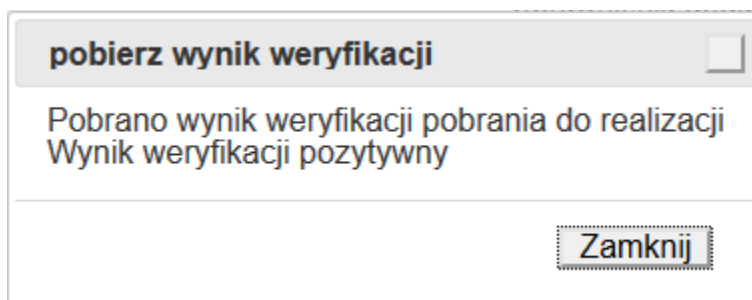 pobierz wynik weryfikacji
Pobrano wynik weryfikacji pobrania do realizacji
Wynik weryfikacji pozytywny
Zamknij